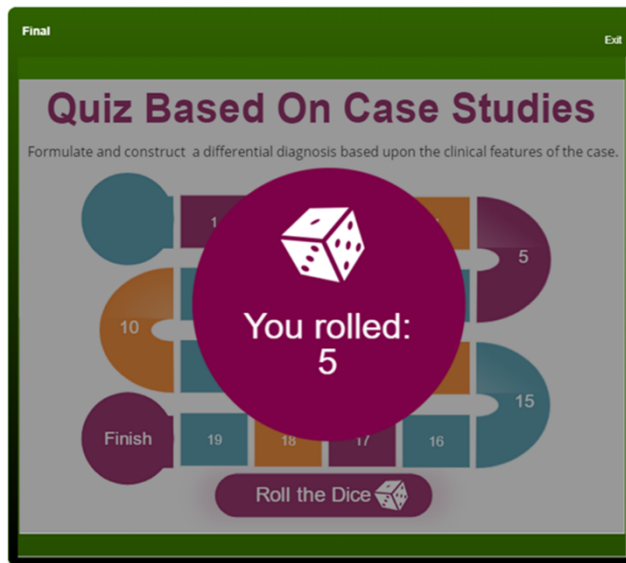 Final
Exit
Quiz Based On Case Studies
Formulate and construct a differential diagnosis based upon the clinical features of the case.
1
5
You rolled:
5
10
15
Finish
19
18
17
16
Roll the Dice